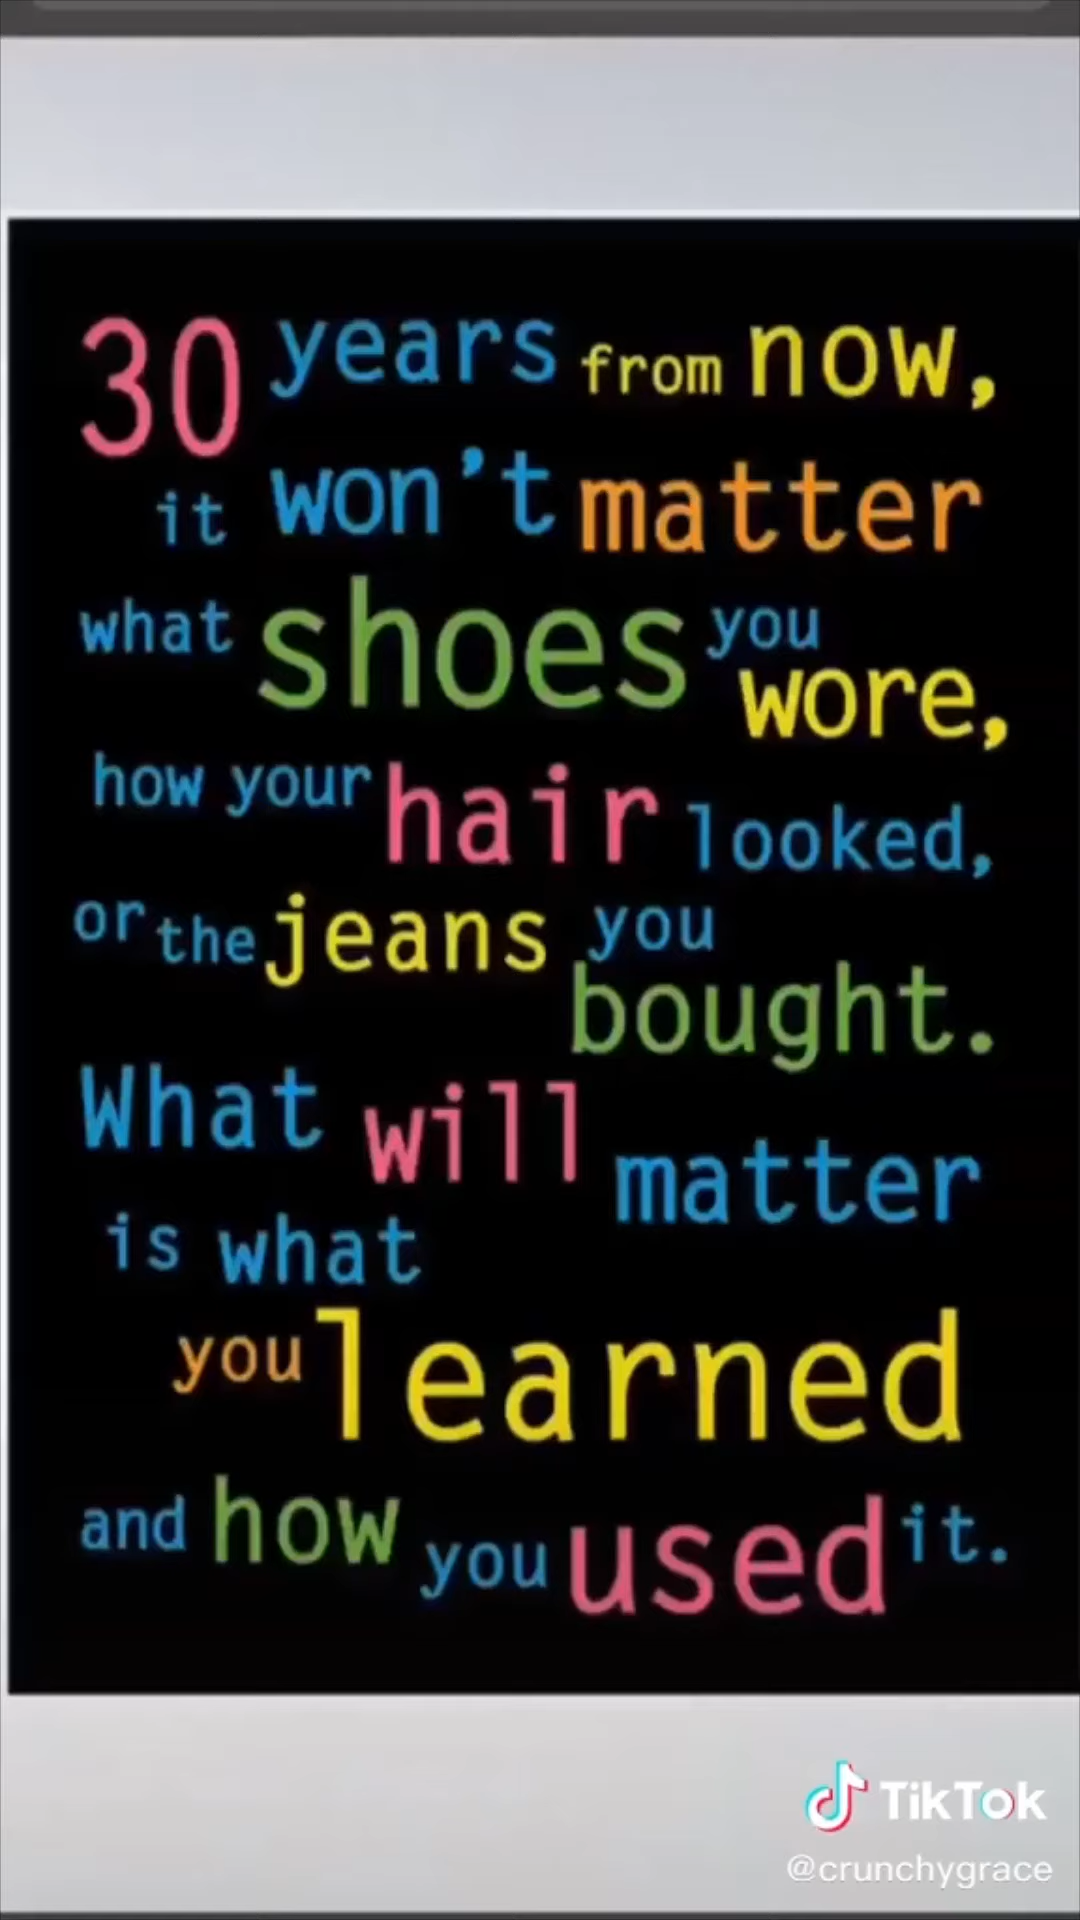 30 years from now,
it won't matter
what shoes you
wore,
how your hair looked,
or the jeans you
bought.
What will matter
is what
you learned
and how you used it.
TikTok
@crunchygrace